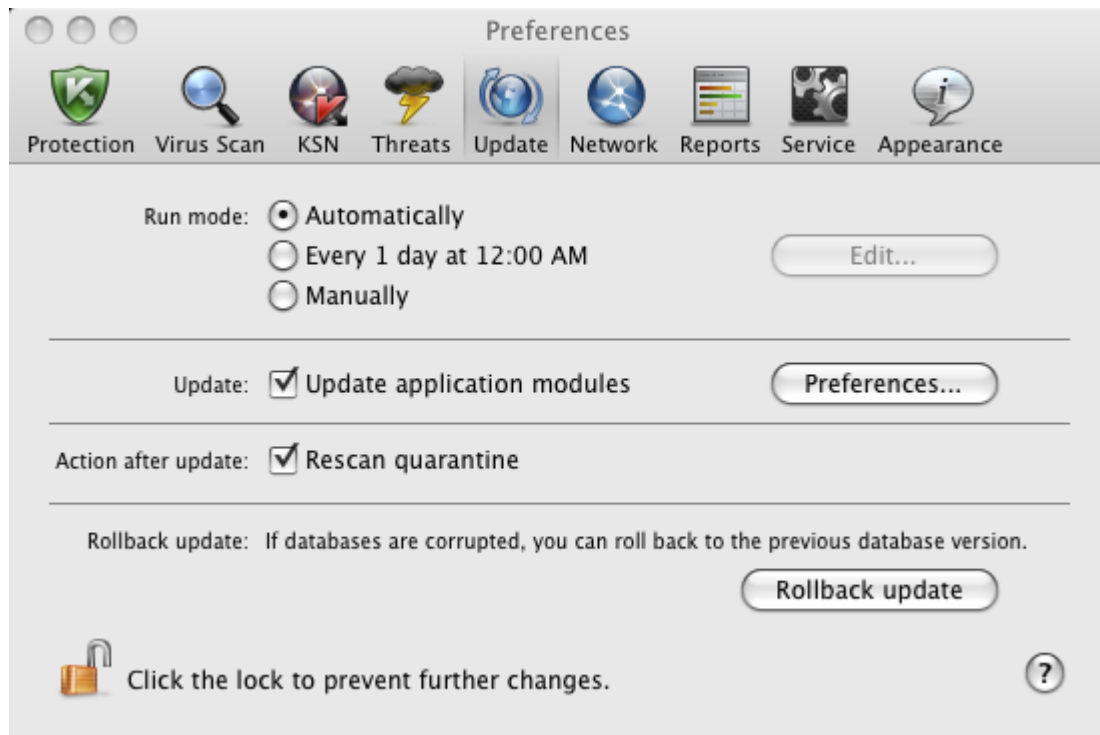 Preferences
Protection Virus Scan KSN Threats Update Network Reports Service Appearance
Run mode: Automatically
Every 1 day at 12:00 AM Edit...
Manually
Update: Update application modules Preferences...
Action after update: Rescan quarantine
Rollback update: If databases are corrupted, you can roll back to the previous database version.
Rollback update
Click the lock to prevent further changes. ?